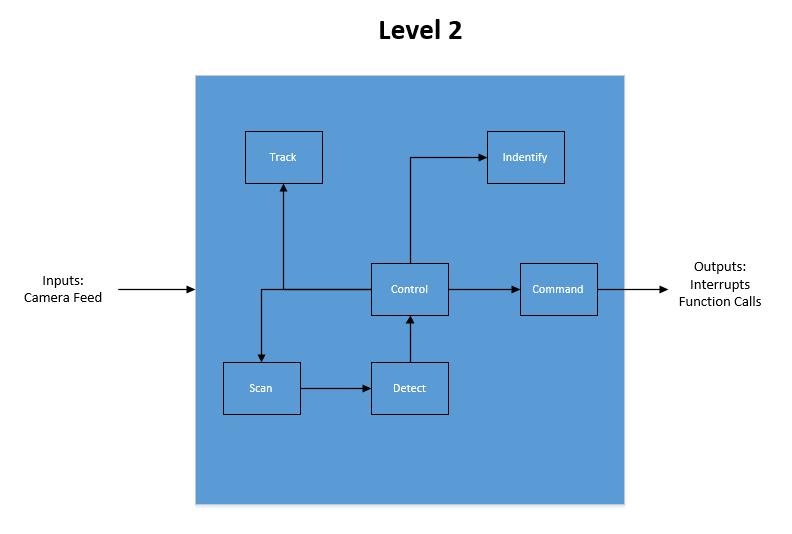 Level 2
Track
Indentify
Inputs:
Camera Feed
Control
Command
Outputs:
Interrupts
Function Calls
Scan
Detect